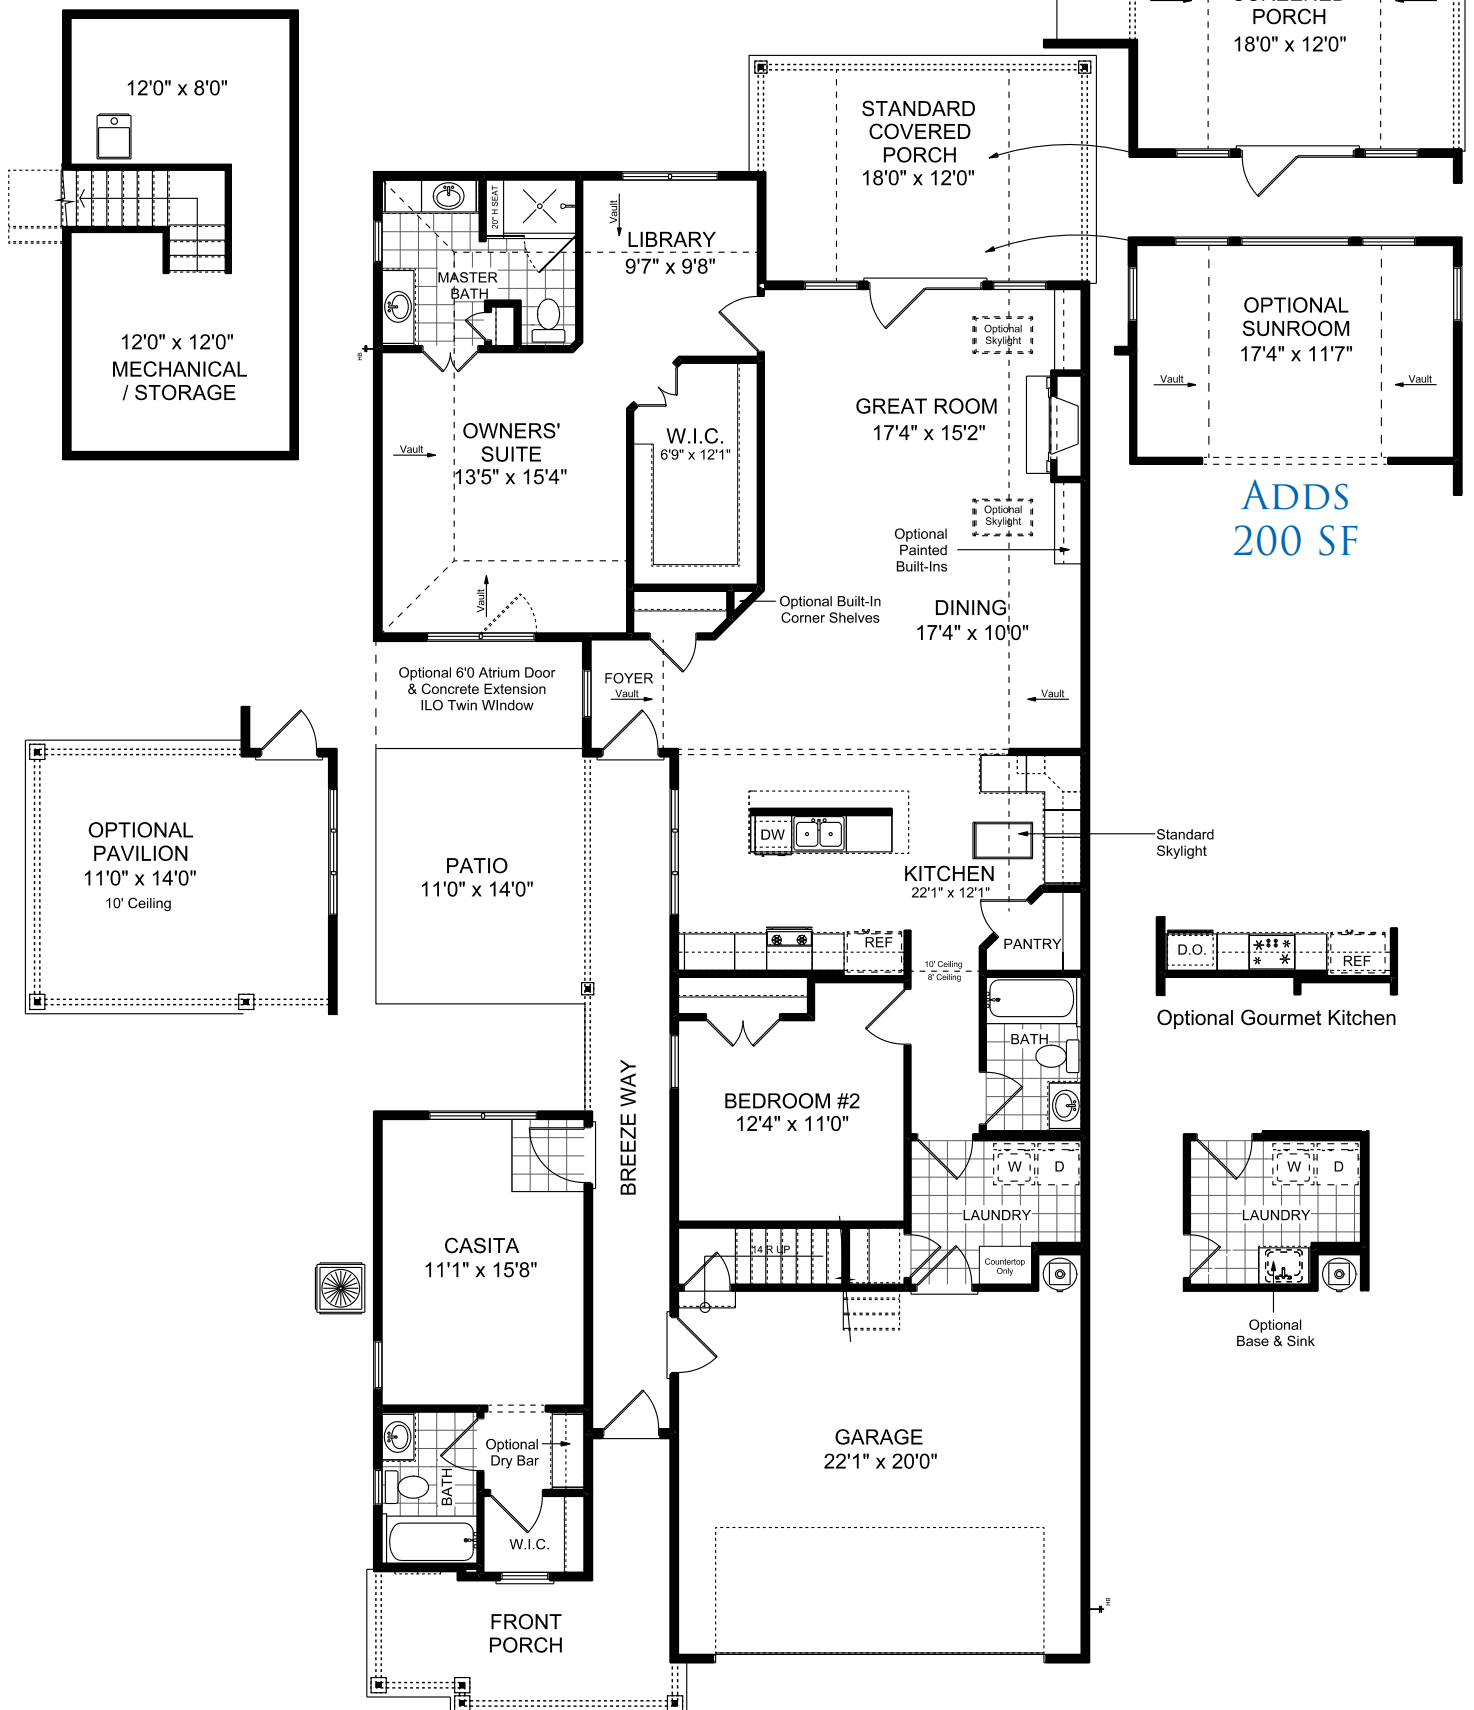 12'0" x 8'0"
12'0" x 12'0"
MECHANICAL
/ STORAGE
PORCH
18'0" x 12'0"
STANDARD
COVERED
PORCH
18'0" x 12'0"
20" H SEAT
Vault
LIBRARY
9'7" x 9'8"
MASTER
BATH
HB
OPTIONAL
SUNROOM
17'4" x 11'7"
Vault
Vault
ADDS
200 SF
Optional
Skylight
GREAT ROOM
17'4" x 15'2"
OWNERS'
SUITE
13'5" x 15'4"
Vault
W.I.C.
6'9" x 12'1"
Optional
Skylight
Optional
Painted
Built-Ins
Vault
Optional Built-In
Corner Shelves
DINING
17'4" x 10'0"
Optional 6'0 Atrium Door
& Concrete Extension
ILO Twin WIndow
FOYER
Vault
Vault
OPTIONAL
PAVILION
11'0" x 14'0"
10' Ceiling
PATIO
11'0" x 14'0"
DW
Standard
Skylight
KITCHEN
22'1" x 12'1"
REF
PANTRY
10' Ceiling
8' Ceiling
D.O.
REF
Optional Gourmet Kitchen
BATH
BEDROOM #2
12'4" x 11'0"
BREEZE WAY
W
D
LAUNDRY
Countertop
Only
14 R UP
W
D
LAUNDRY
Optional
Base & Sink
CASITA
11'1" x 15'8"
Optional
Dry Bar
BATH
W.I.C.
GARAGE
22'1" x 20'0"
HB
FRONT
PORCH